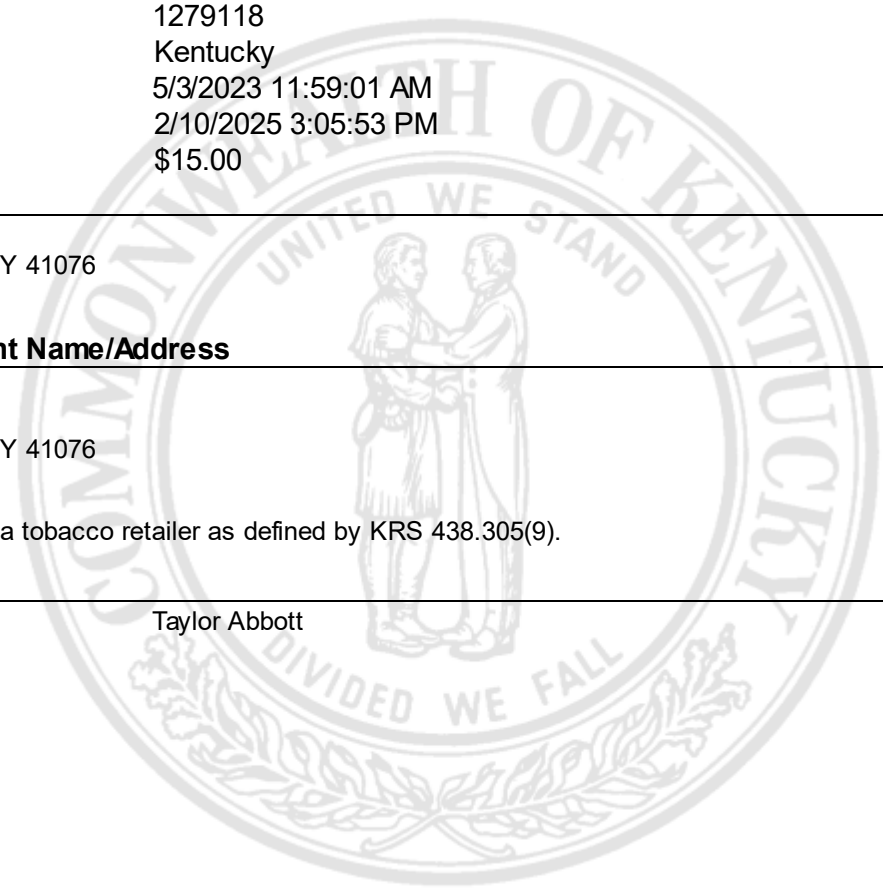 1279118
Kentucky
5/3/2023 11:59:01 AM
2/10/2025 3:05:53 PM
$15.00
Y 41076
nt Name/Address
Y 41076
a tobacco retailer as defined by KRS 438.305(9).
Taylor Abbott
COMMONWEALTH OF KENTUCKY
UNITED WE STAND
DIVIDED WE FALL